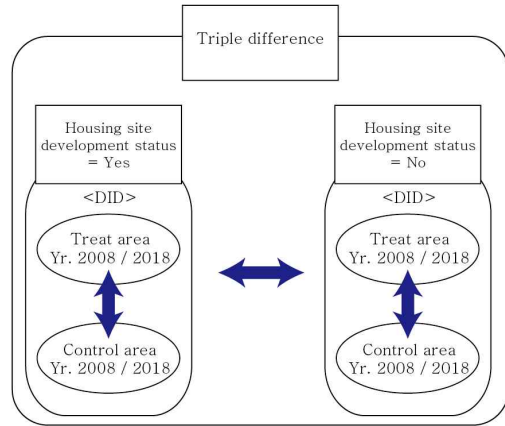 Triple difference
Housing site
development status
= Yes
<DID>
Treat area
Yr. 2008 / 2018
Control area
Yr. 2008 / 2018
Housing site
development status
= No
<DID>
Treat area
Yr. 2008 / 2018
Control area
Yr. 2008 / 2018